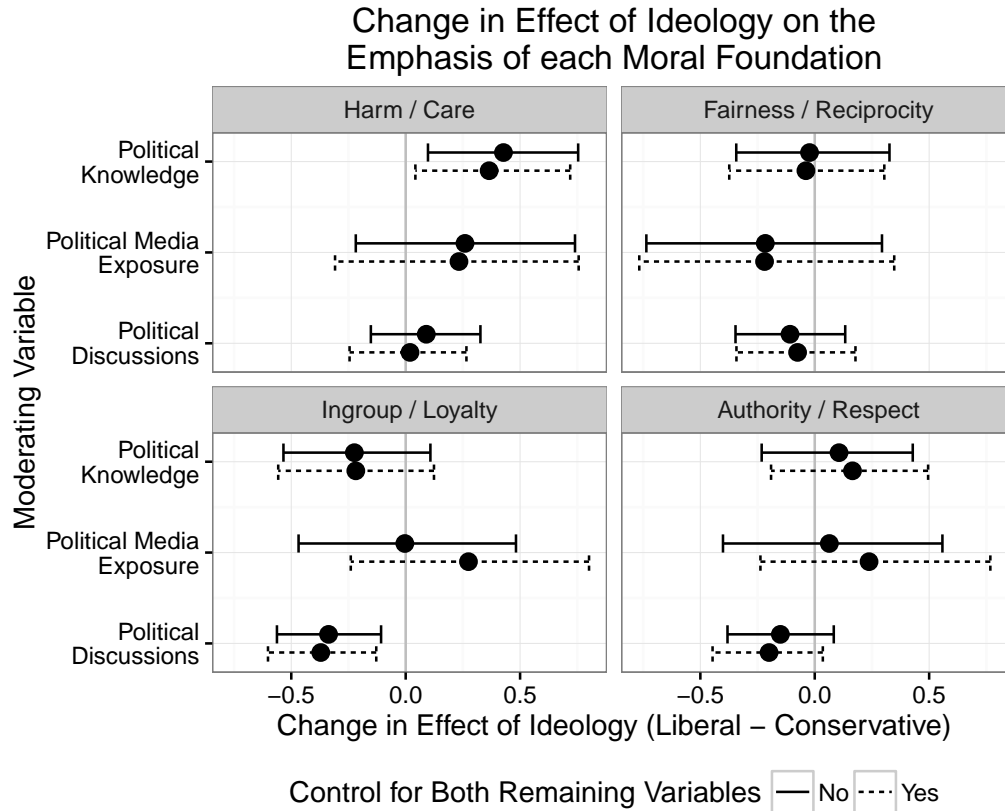 Change in Effect of Ideology on the
Emphasis of each Moral Foundation
Harm / Care
Fairness / Reciprocity
Political
Knowledge
Political Media
Exposure
Political
Discussions
Ingroup / Loyalty
Authority / Respect
Political
Knowledge
Political Media
Exposure
Political
Discussions
Moderating Variable
−0.5 0.0 0.5
−0.5 0.0 0.5
Change in Effect of Ideology (Liberal − Conservative)
Control for Both Remaining Variables No Yes